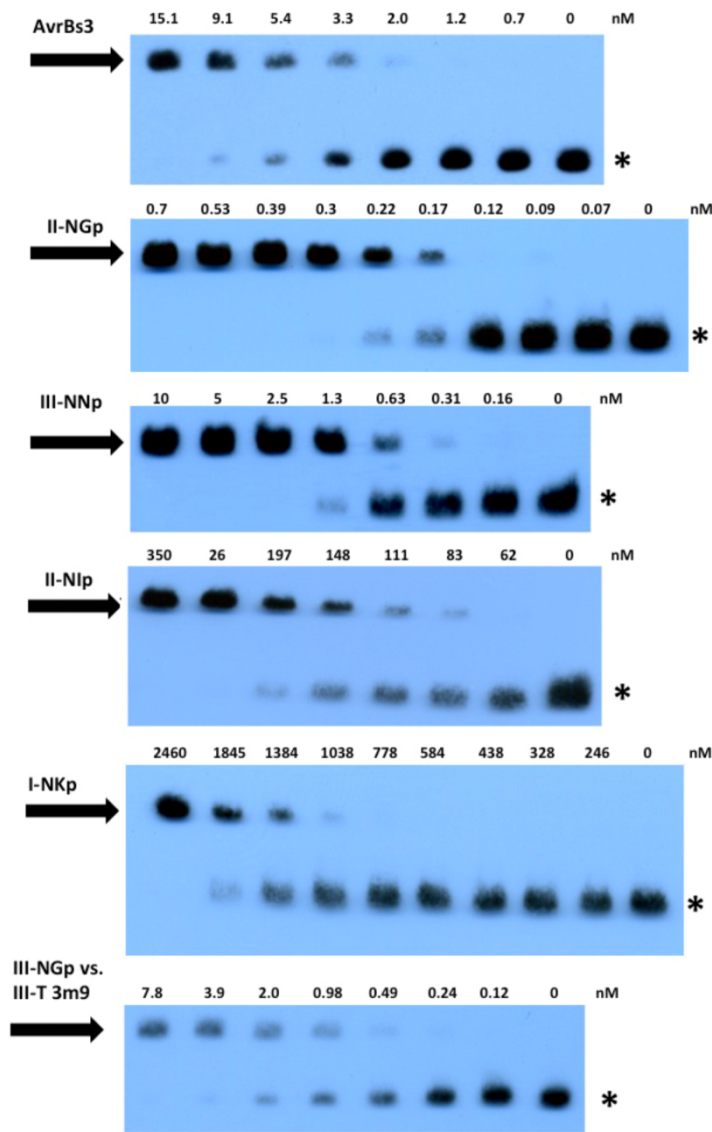 AvrBs3
15.1 9.1 5.4 3.3 2.0 1.2 0.7 0 nM
*
II-NGp
0.7 0.53 0.39 0.3 0.22 0.17 0.12 0.09 0.07 0 nM
*
III-NNp
10 5 2.5 1.3 0.63 0.31 0.16 0 nM
*
II-NIp
350 26 197 148 111 83 62 0 nM
*
I-NKp
2460 1845 1384 1038 778 584 438 328 246 0 nM
*
III-NGp vs.
III-T 3m9
7.8 3.9 2.0 0.98 0.49 0.24 0.12 0 nM
*